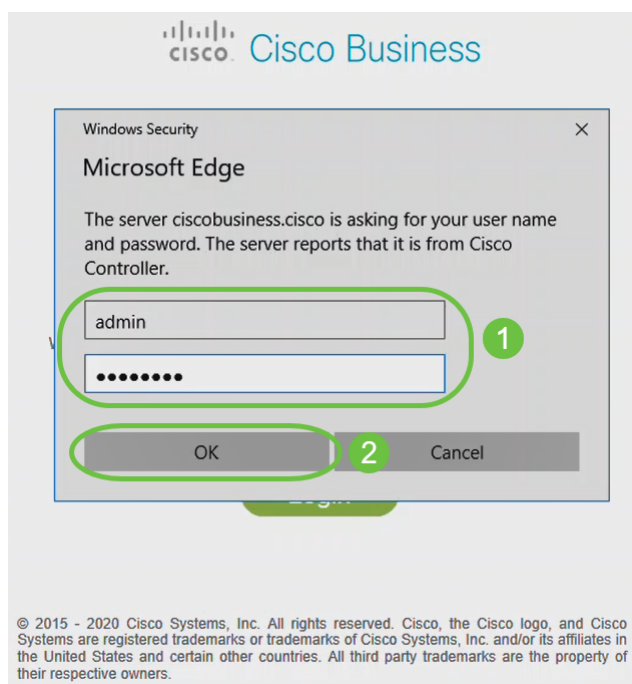 CISCO Cisco Business
Windows Security
Microsoft Edge
The server ciscobusiness.cisco is asking for your user name
and password. The server reports that it is from Cisco
Controller.
admin
1
OK
2
Cancel
Login
© 2015 - 2020 Cisco Systems, Inc. All rights reserved. Cisco, the Cisco logo, and Cisco
Systems are registered trademarks or trademarks of Cisco Systems, Inc. and/or its affiliates in
the United States and certain other countries. All third party trademarks are the property of
their respective owners.